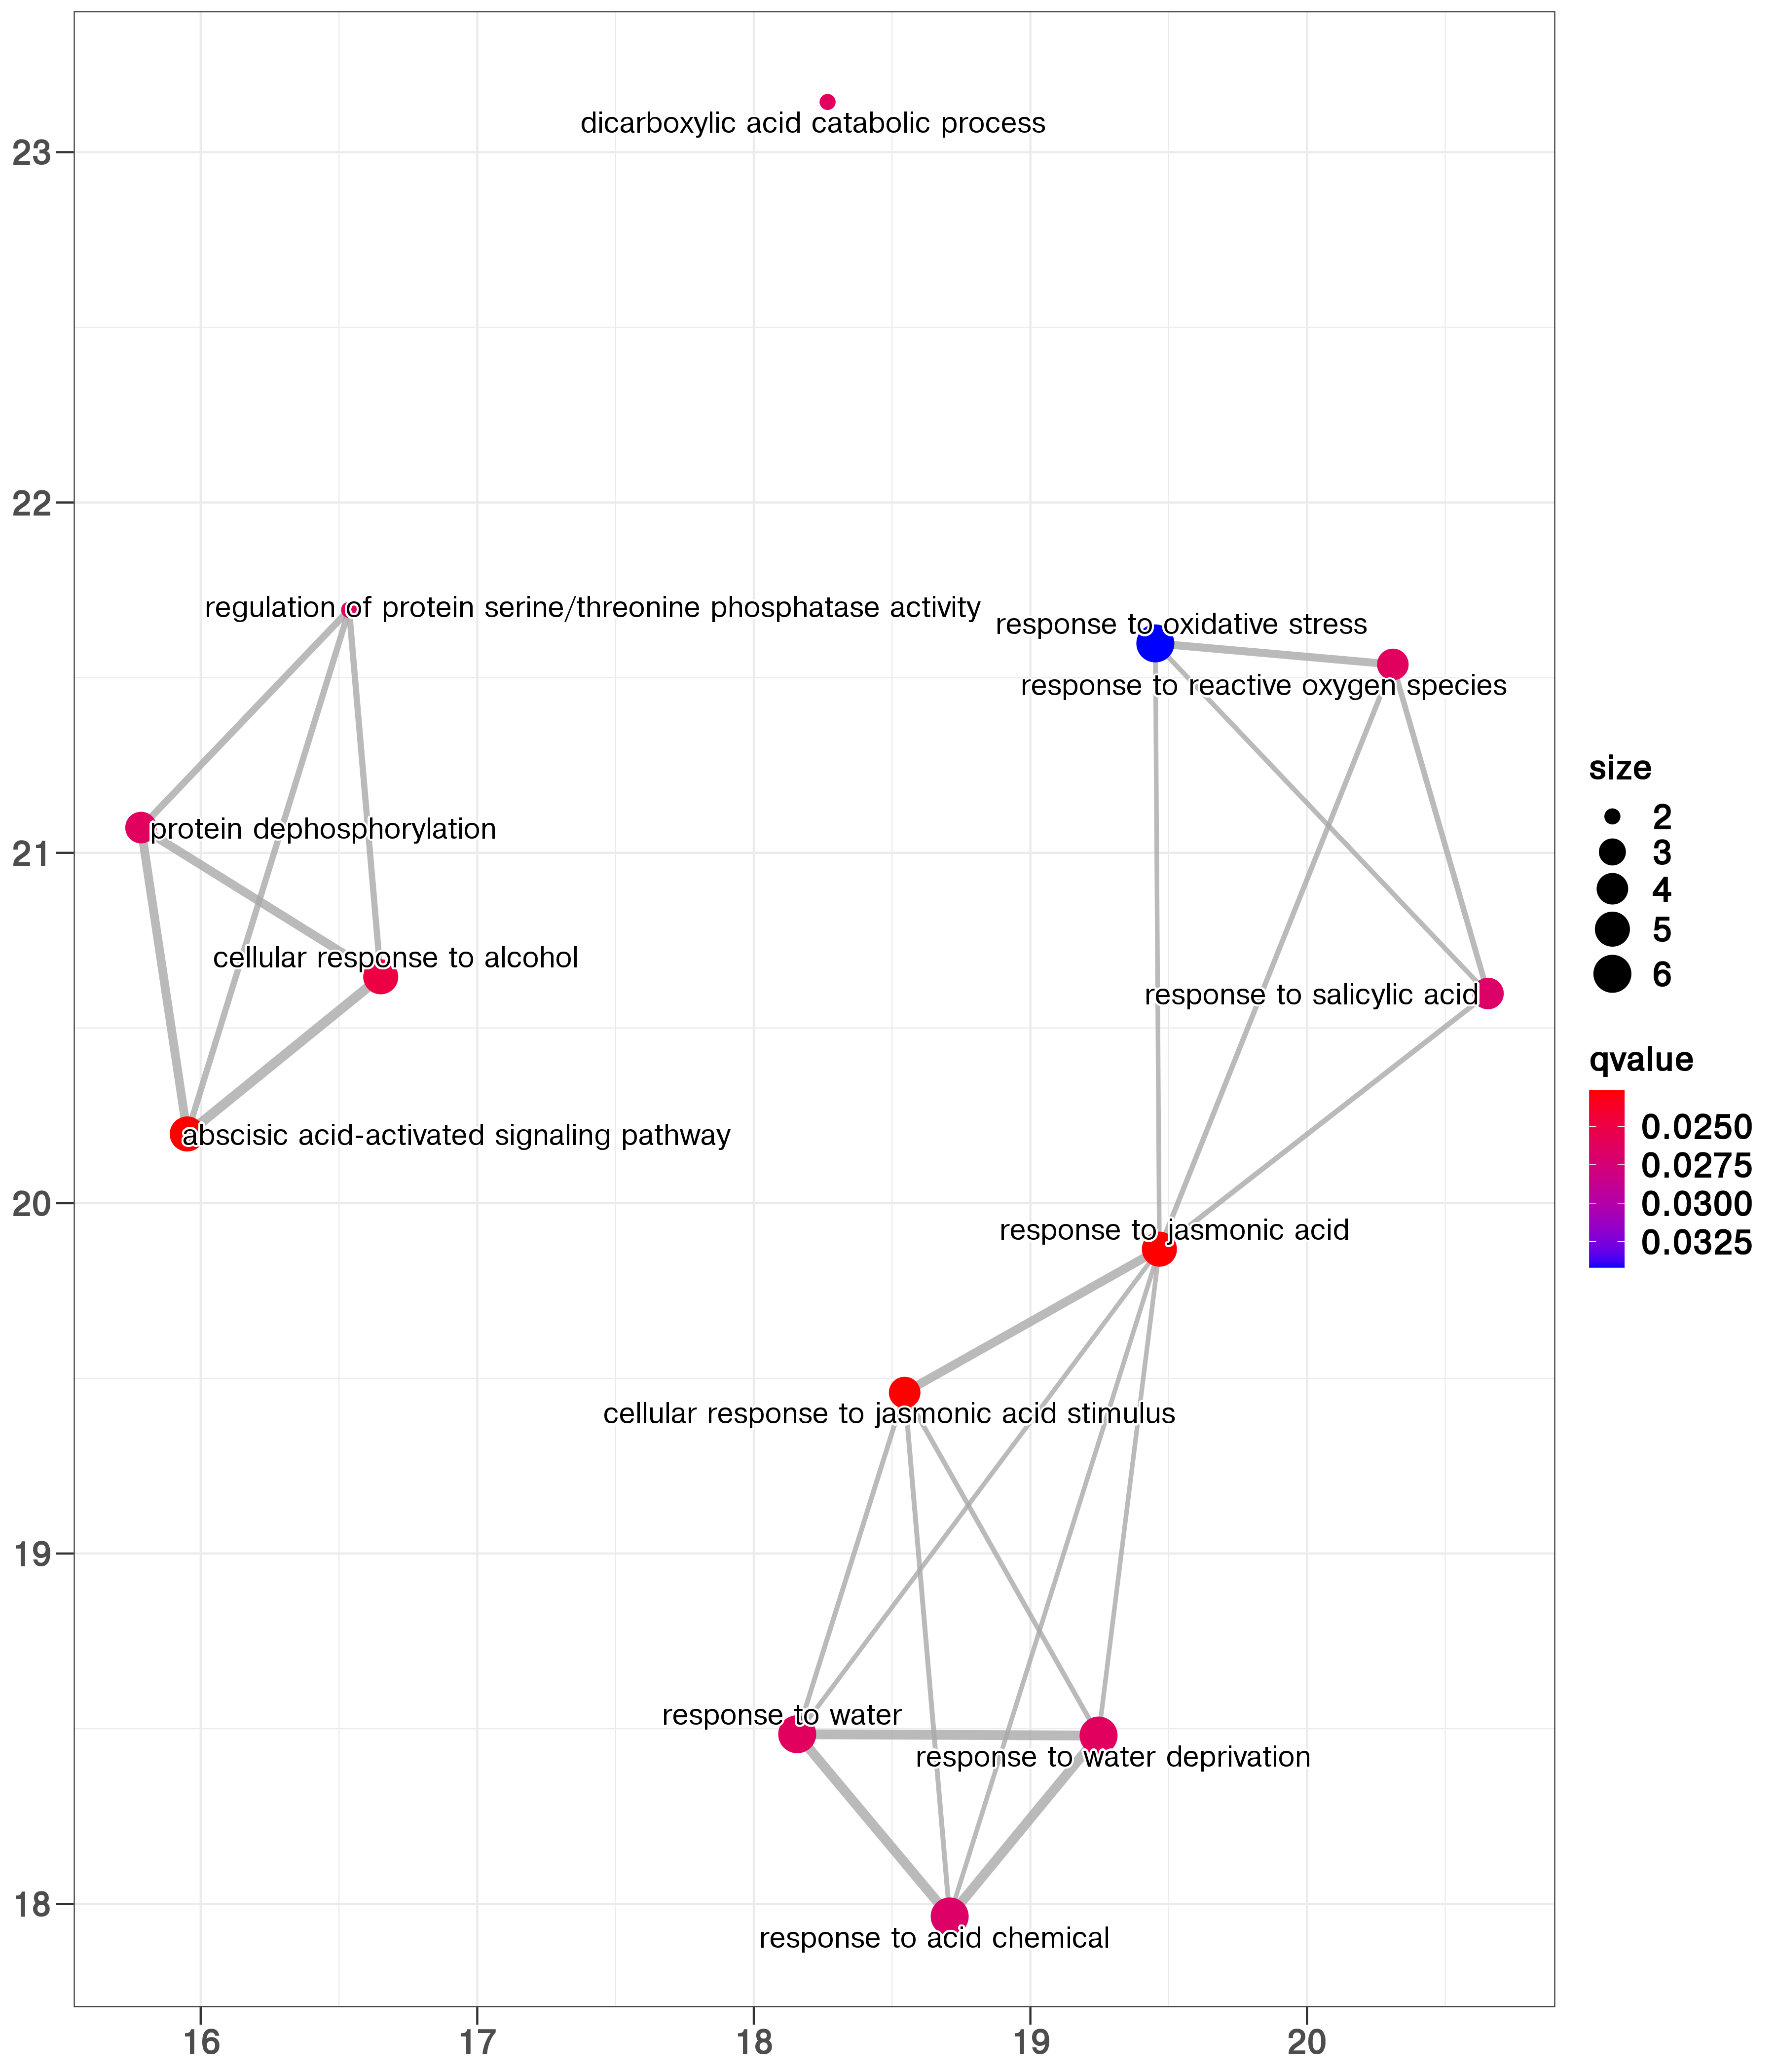 23
22
21
20
19
18
16
17
18
19
20
dicarboxylic acid catabolic process
regulation of protein serine/threonine phosphatase activity
response to oxidative stress
response to reactive oxygen species
protein dephosphorylation
cellular response to alcohol
response to salicylic acid
abscisic acid-activated signaling pathway
response to jasmonic acid
cellular response to jasmonic acid stimulus
response to water
response to water deprivation
response to acid chemical
size
2
3
4
5
6
qvalue
0.0250
0.0275
0.0300
0.0325